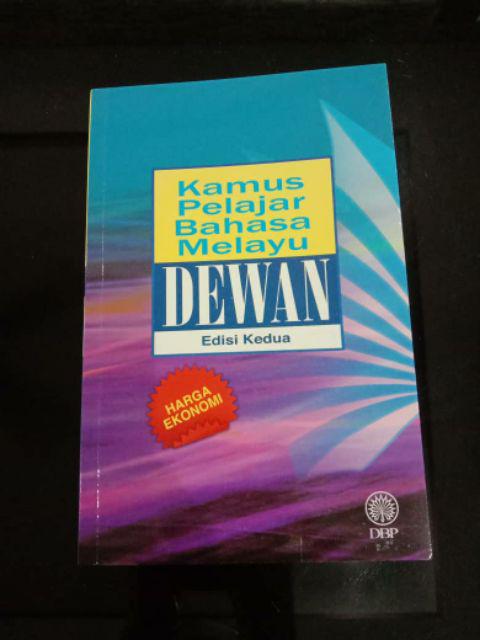 Kamus
Pelajar
Bahasa
Melayu
DEWAN
Edisi Kedua
HARGA
EKONOMI
DBP